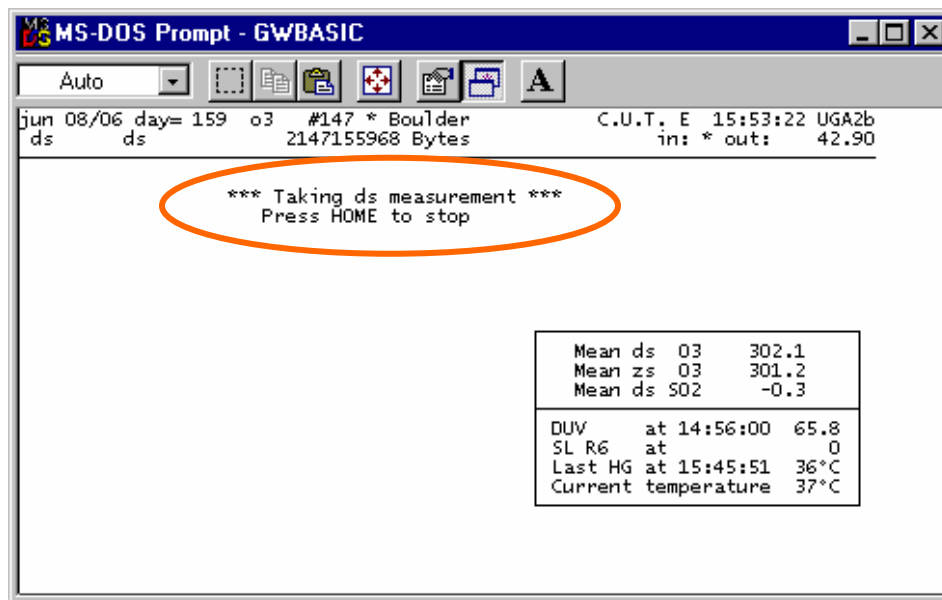 MS-DOS Prompt - GWBASIC
Auto
A
jun 08/06 day= 159 o3 #147 * Boulder C.U.T. E 15:53:22 UGA2b
ds ds 2147155968 Bytes in: * out: 42.90
*** Taking ds measurement ***
Press HOME to stop
Mean ds O3 302.1
Mean zs O3 301.2
Mean ds SO2 -0.3
DUV at 14:56:00 65.8
SL R6 at 0
Last HG at 15:45:51 36°C
Current temperature 37°C